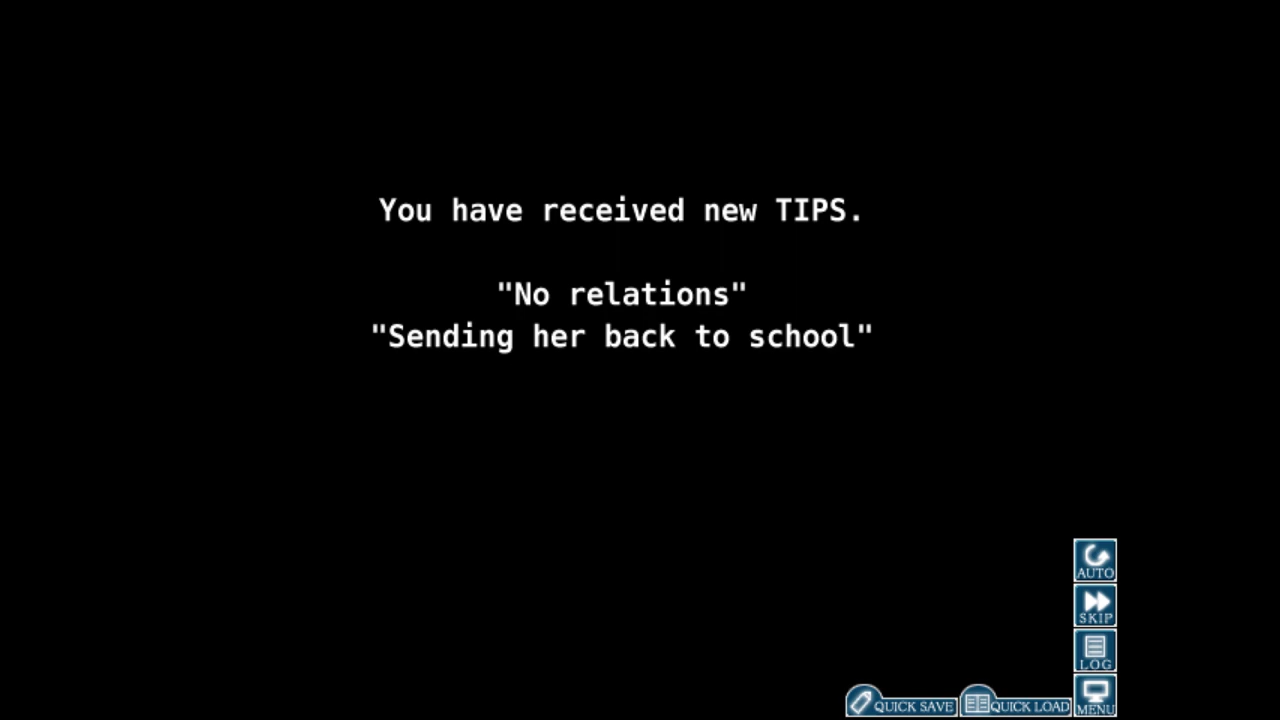 You have received new TIPS.
"No relations"
"Sending her back to school"
AUTO
SKIP
LOG
MENU
QUICK SAVE
QUICK LOAD